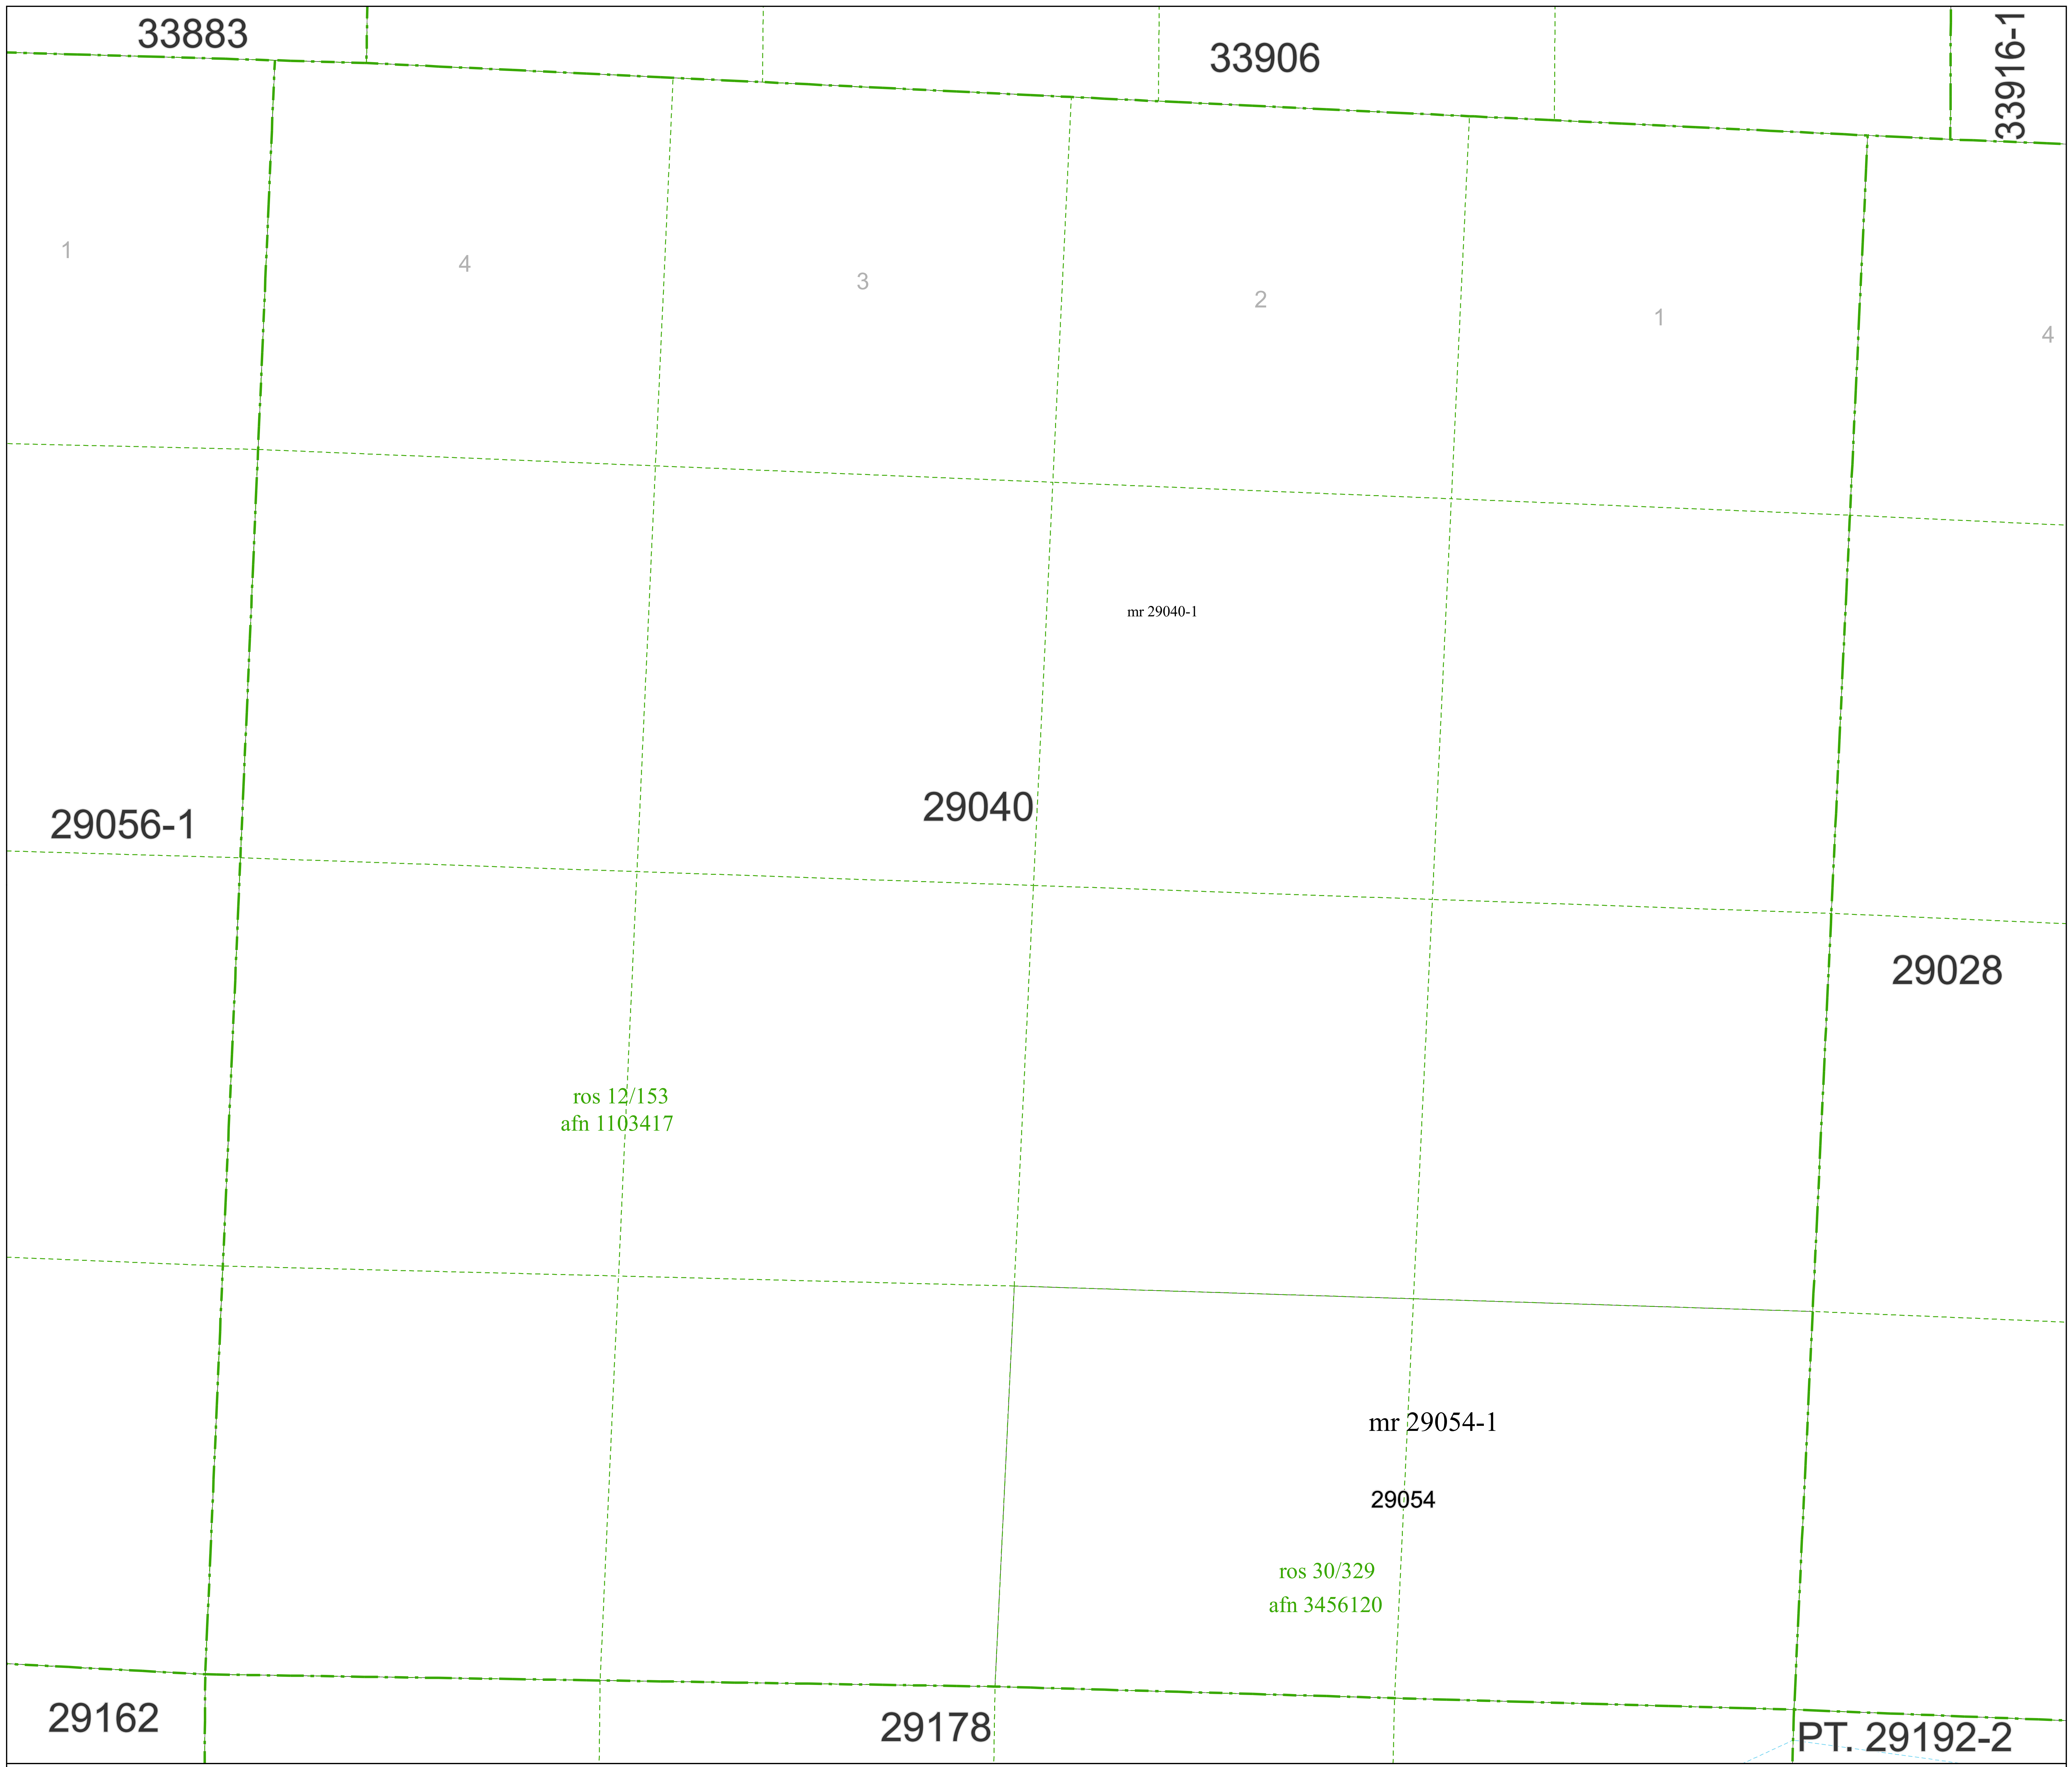 33883
33906
33916-1
1
4
3
2
1
4
mr 29040-1
29056-1
29040
29028
ros 12/153
afn 1103417
mr 29054-1
29054
ros 30/329
afn 3456120
29162
29178
PT. 29192-2